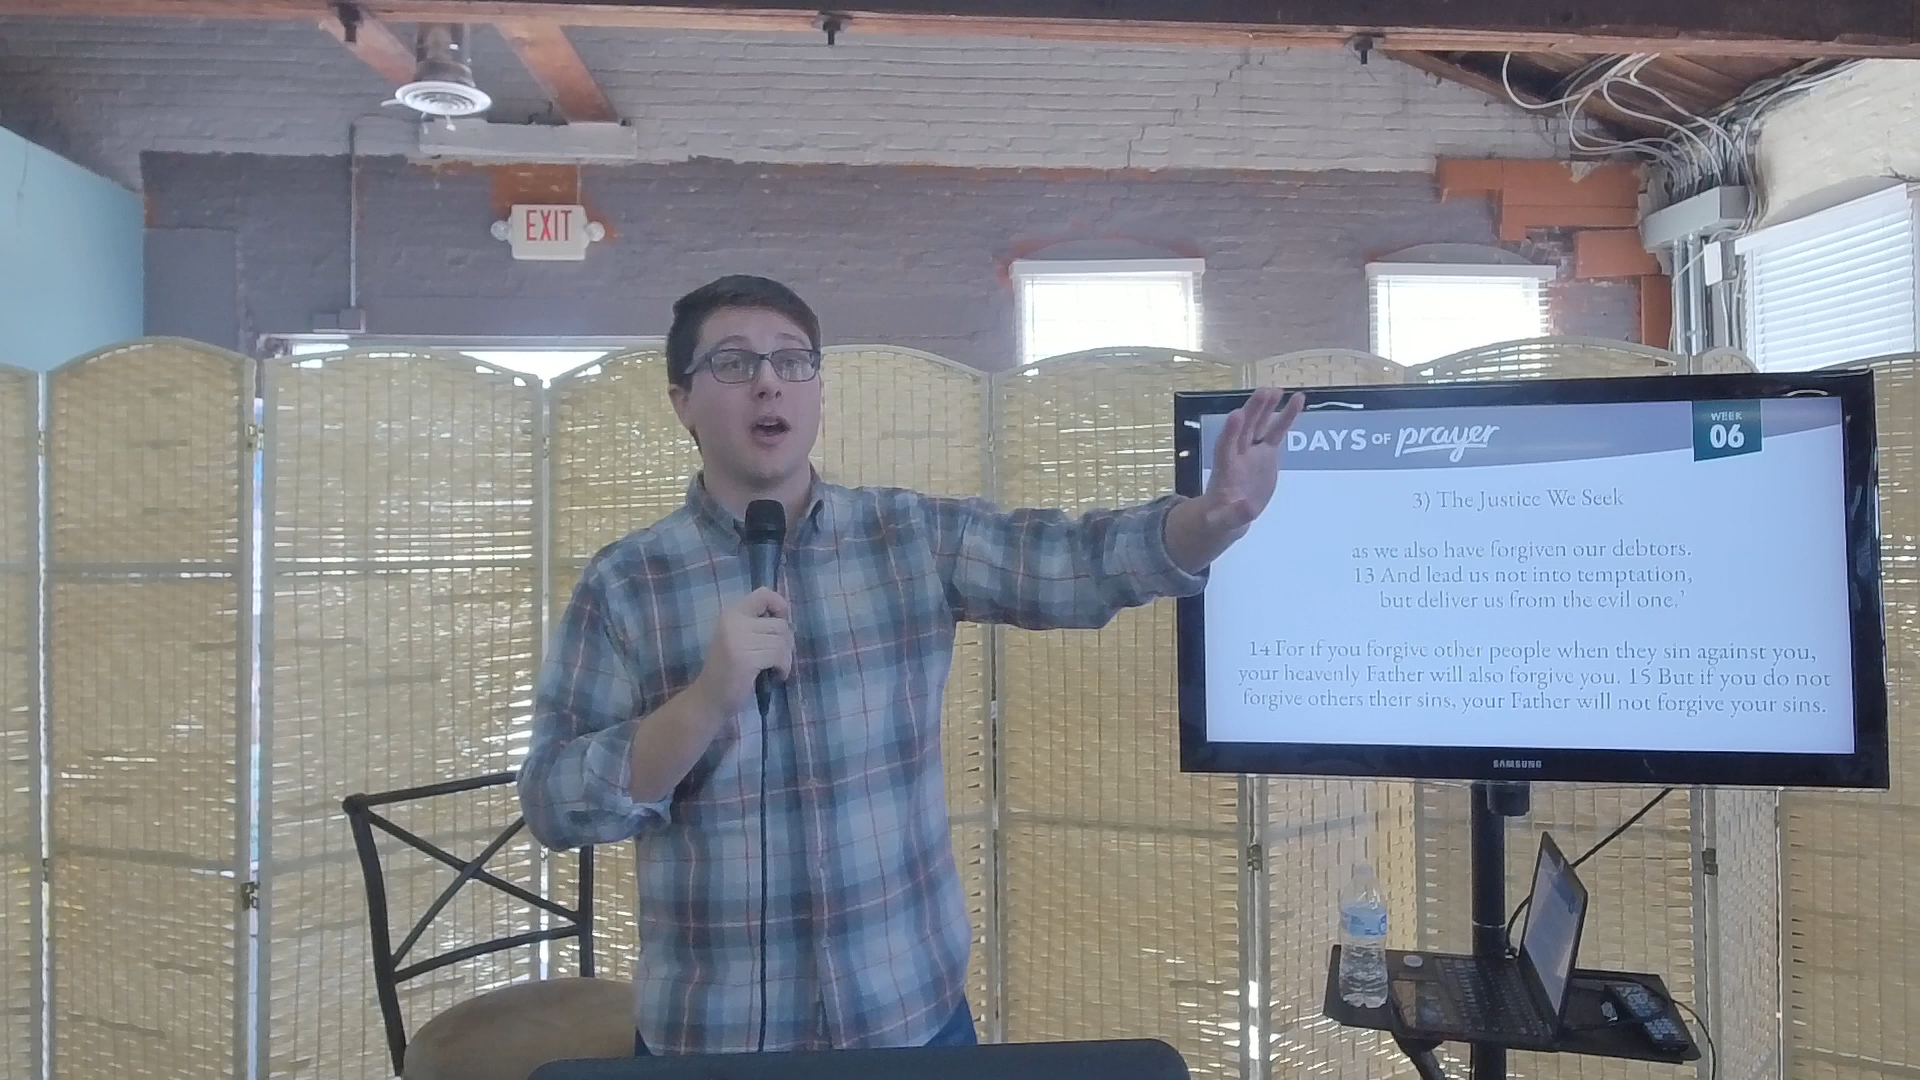 EXIT
DAYS OF prayer
WEEK
06
3) The Justice We Seek
as we also have forgiven our debtors.
13 And lead us not into temptation,
but deliver us from the evil one.’
14 For if you forgive other people when they sin against you,
your heavenly Father will also forgive you. 15 But if you do not
forgive others their sins, your Father will not forgive your sins.
SAMSUNG